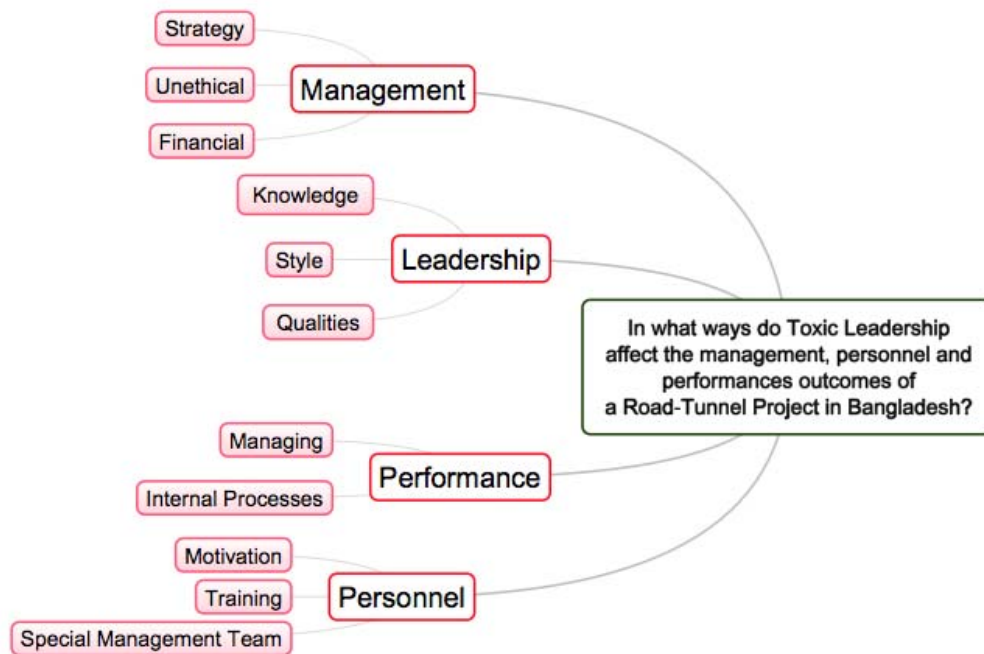 Strategy
Unethical
Financial
Management
Knowledge
Style
Qualities
Leadership
In what ways do Toxic Leadership
affect the management, personnel and
performances outcomes of
a Road-Tunnel Project in Bangladesh?
Managing
Internal Processes
Performance
Motivation
Training
Special Management Team
Personnel